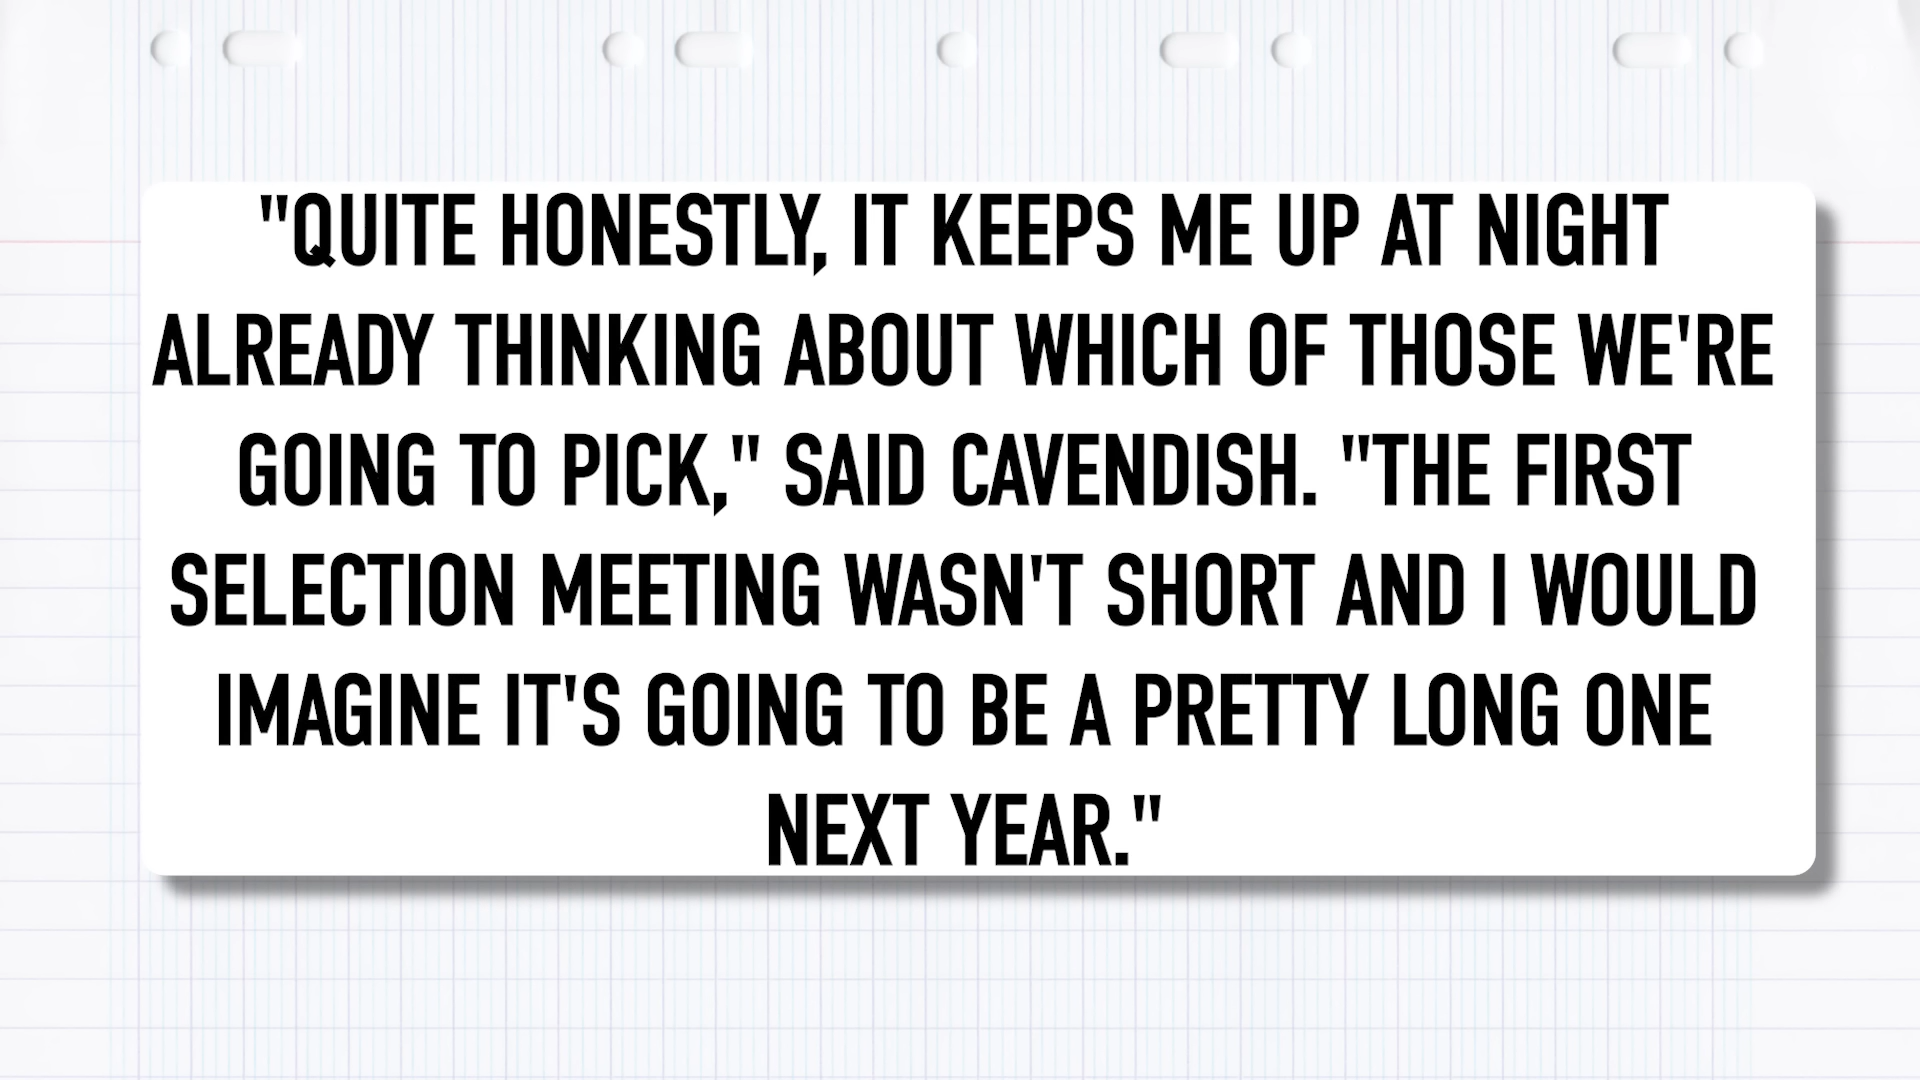 "QUITE HONESTLY, IT KEEPS ME UP AT NIGHT
ALREADY THINKING ABOUT WHICH OF THOSE WE'RE
GOING TO PICK," SAID CAVENDISH. "THE FIRST
SELECTION MEETING WASN'T SHORT AND I WOULD
IMAGINE IT'S GOING TO BE A PRETTY LONG ONE
NEXT YEAR."